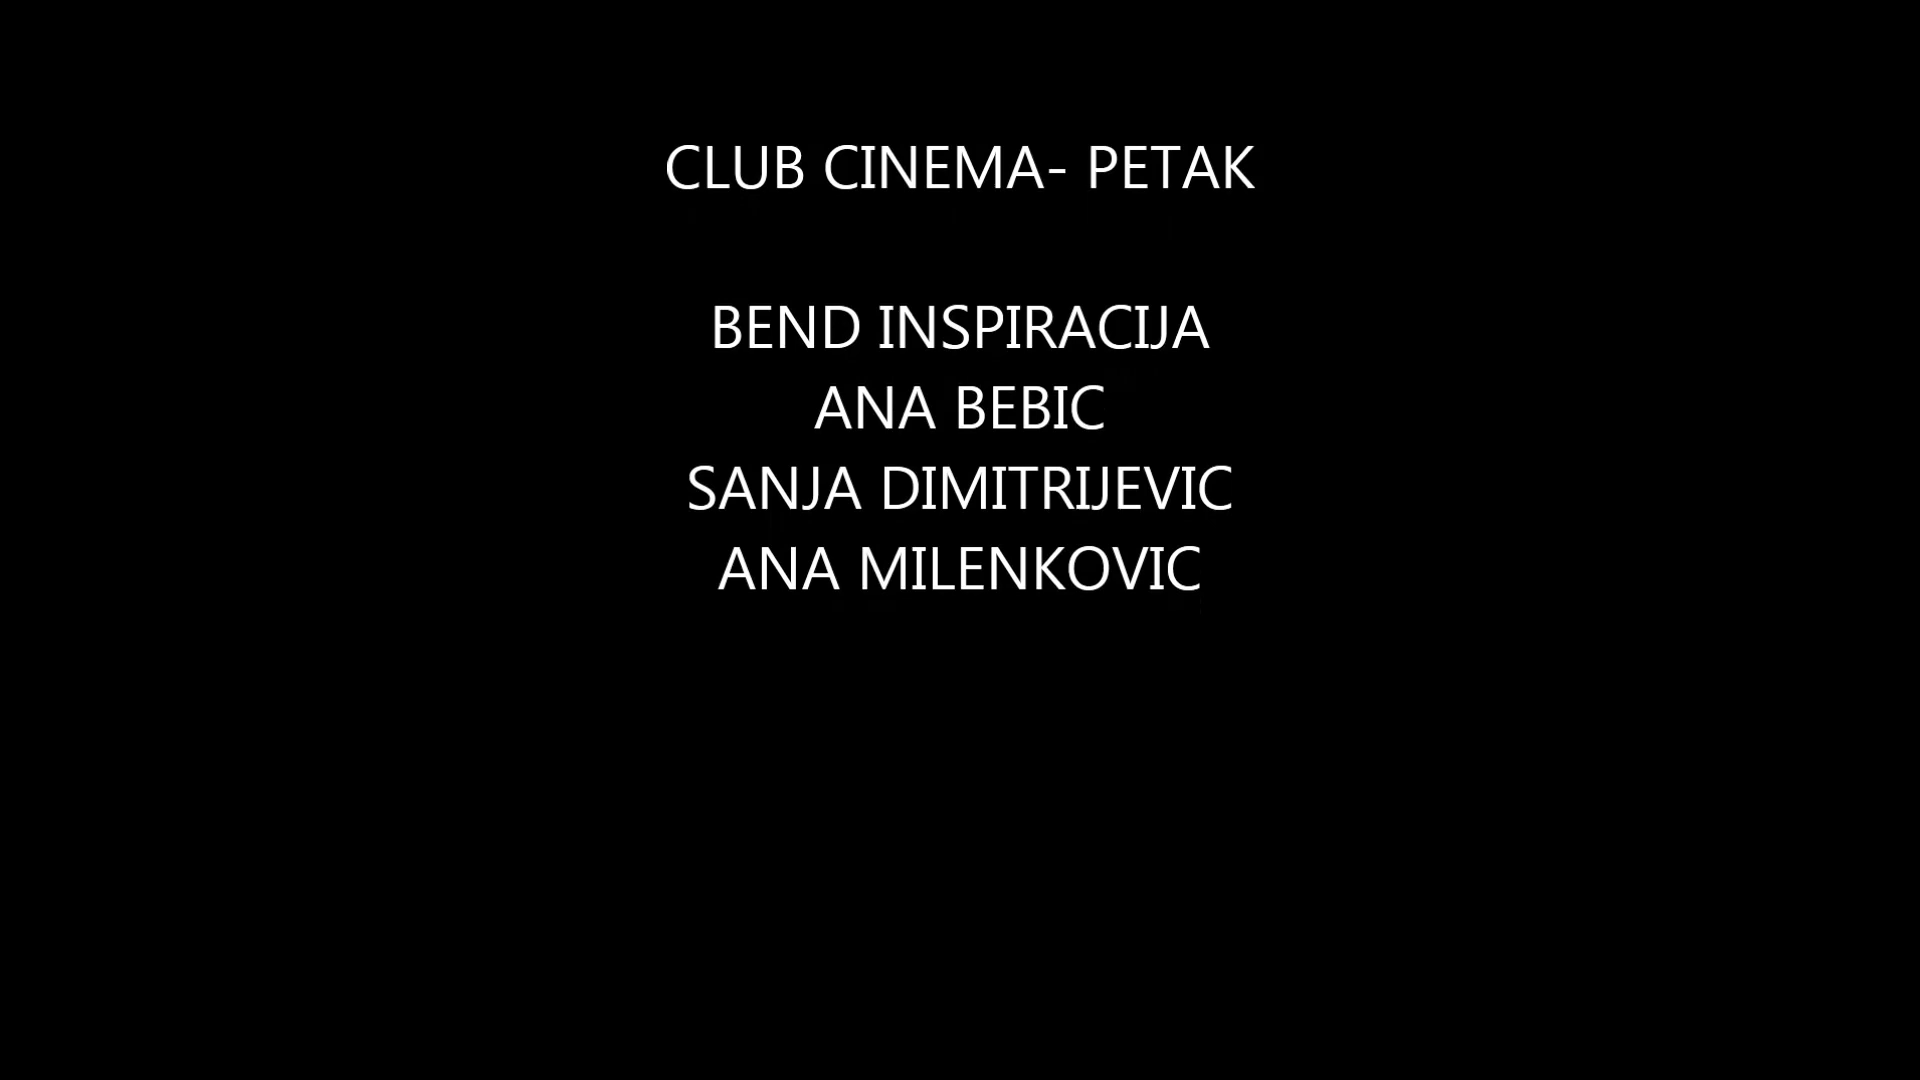 CLUB CINEMA- PETAK
BEND INSPIRACIJA
ANA BEBIC
SANJA DIMITRIJEVIC
ANA MILENKOVIC